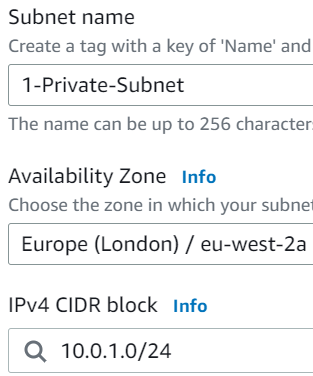 Subnet name
Create a tag with a key of 'Name' and
1-Private-Subnet
The name can be up to 256 characters
Availability Zone Info
Choose the zone in which your subnet
Europe (London) / eu-west-2a
IPv4 CIDR block Info
10.0.1.0/24